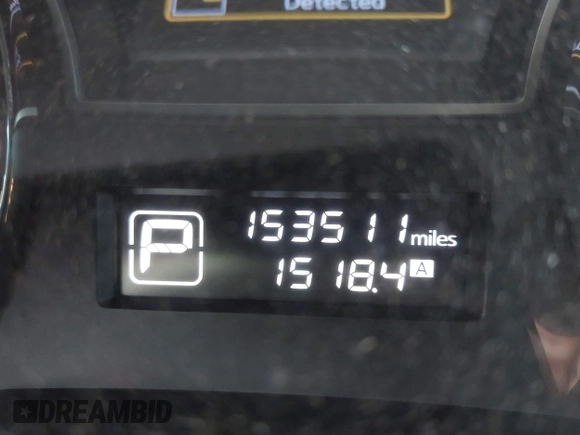 Detected
P
153511 miles
1518.4 A
DREAMBID